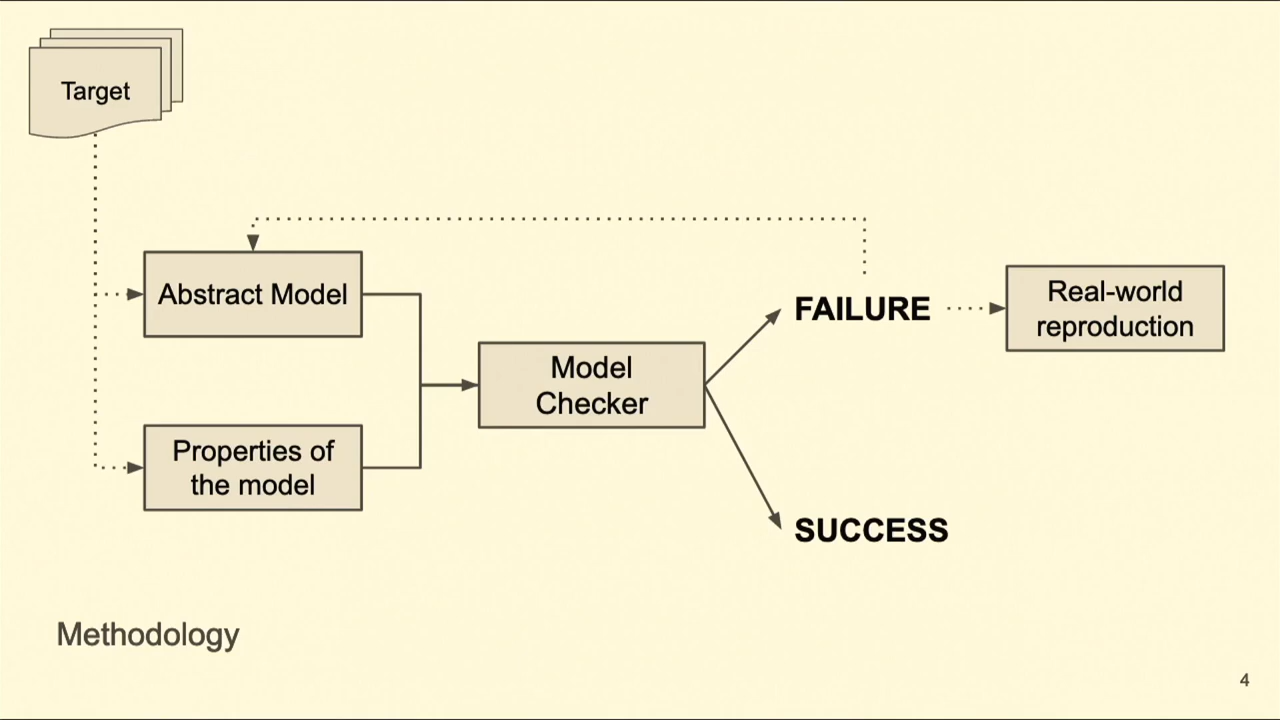 Target
Abstract Model
FAILURE
Real-world
reproduction
Model
Checker
Properties of
the model
SUCCESS
Methodology
4